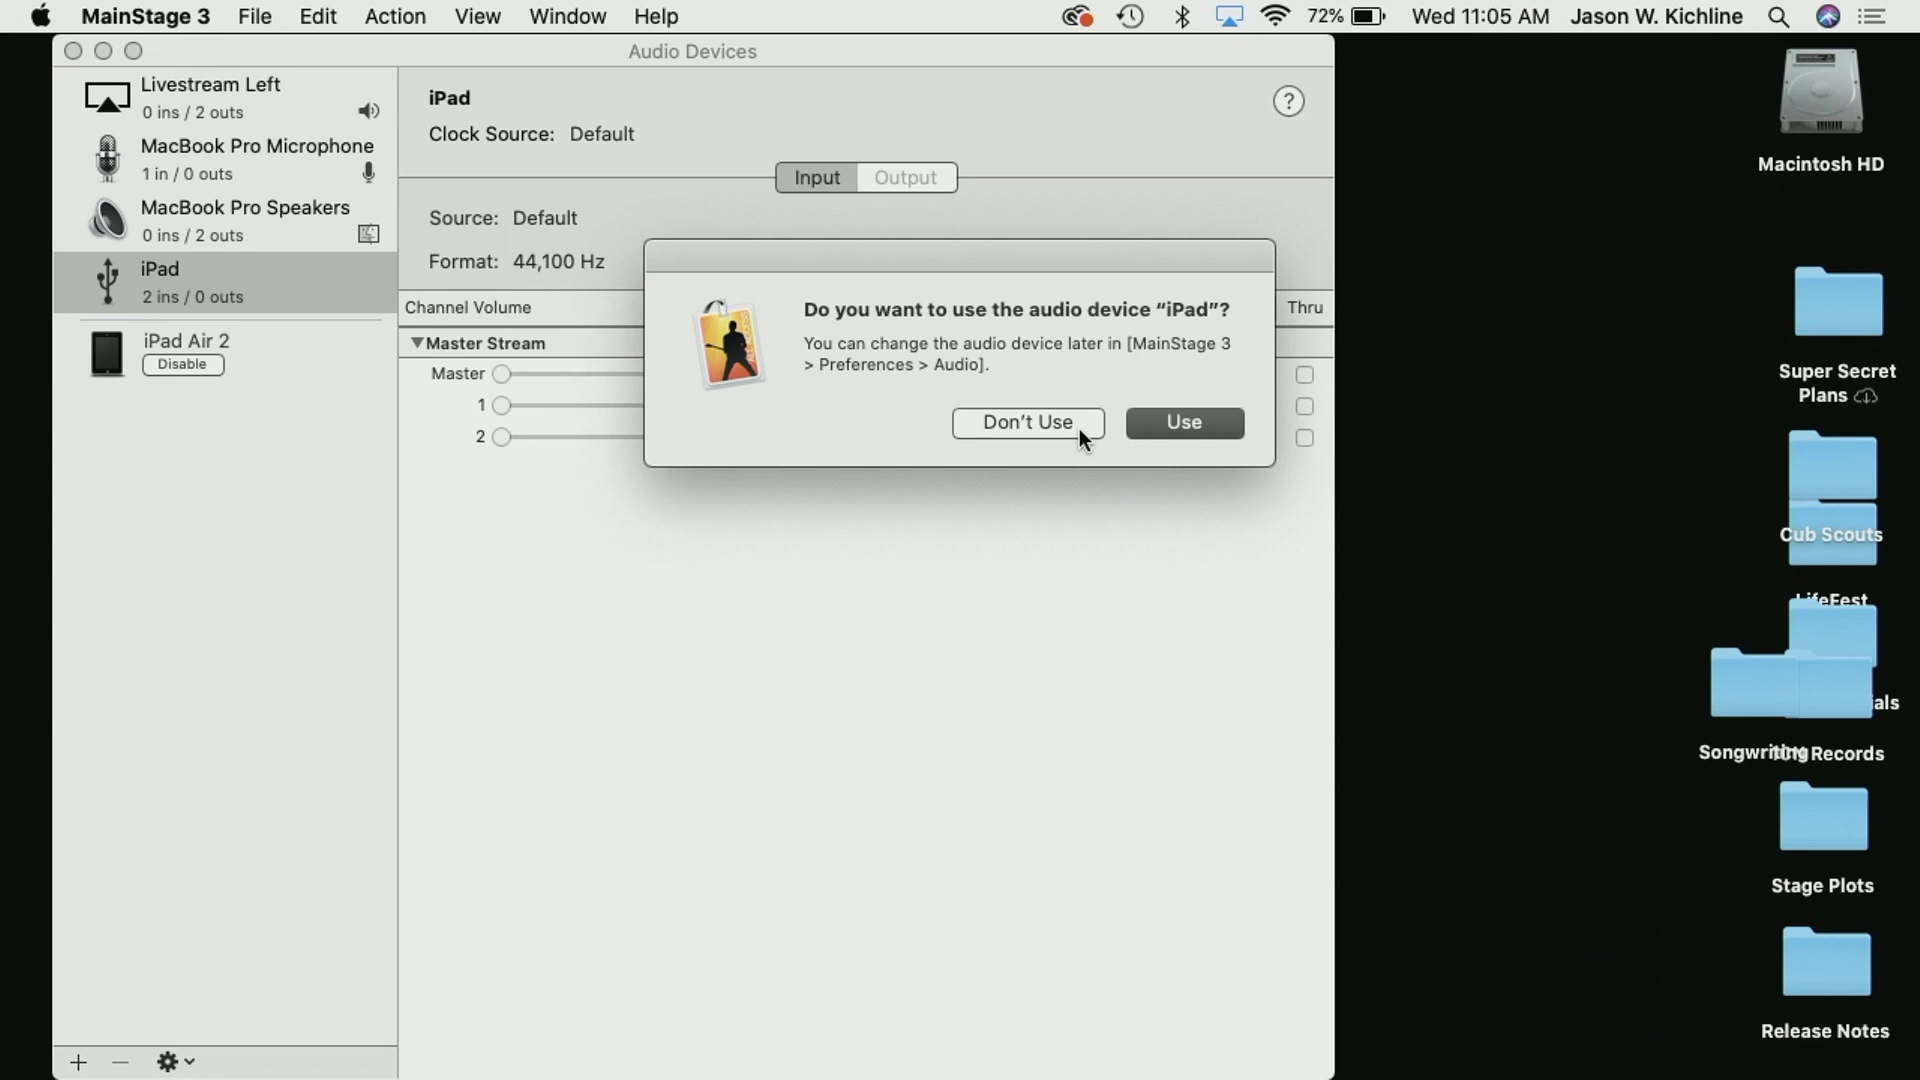 MainStage 3 File Edit Action View Window Help 72% Wed 11:05 AM Jason W. Kichline
Audio Devices
Livestream Left
0 ins / 2 outs
MacBook Pro Microphone
1 in / 0 outs
MacBook Pro Speakers
0 ins / 2 outs
iPad
2 ins / 0 outs
iPad Air 2
Disable
iPad
?
Clock Source: Default
Input Output
Source: Default
Format: 44,100 Hz
Channel Volume
Thru
Master Stream
Master
1
2
Do you want to use the audio device “iPad”?
You can change the audio device later in [MainStage 3
> Preferences > Audio].
Don't Use
Use
Macintosh HD
Super Secret
Plans
Cub Scouts
LifeFest
ials
Songwriting
Records
Stage Plots
Release Notes